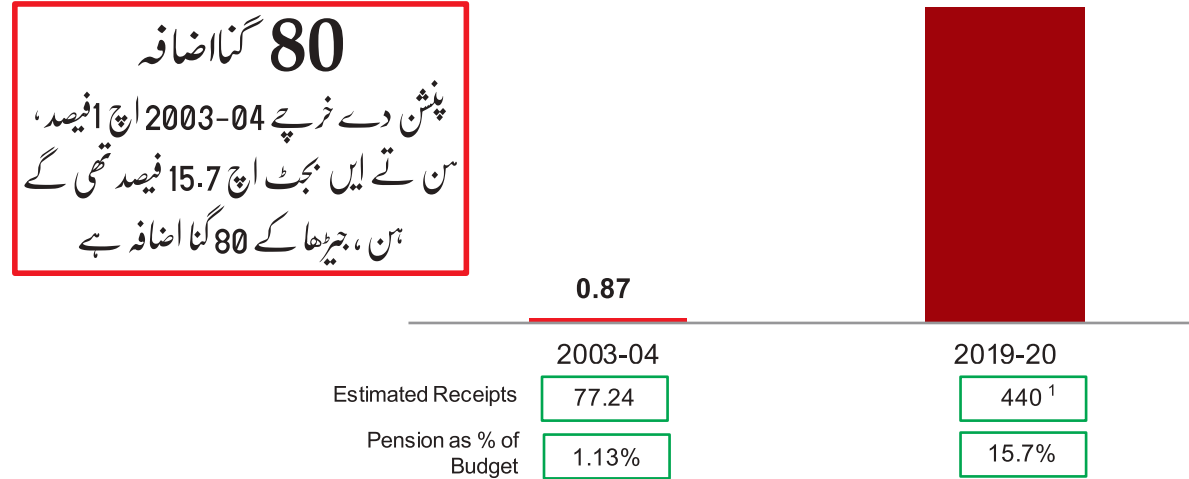 80 گنا اضافہ
پنشن دے خرچے 04-2003 اچ 1 فیصد،
ہن تے ایں بجٹ اچ 15.7 فیصد تھی گے
ہن، جیڑھا کے 80 گنا اضافہ ہے
0.87
2003-04 2019-20
Estimated Receipts 77.24 440 1
Pension as % of
Budget 1.13% 15.7%